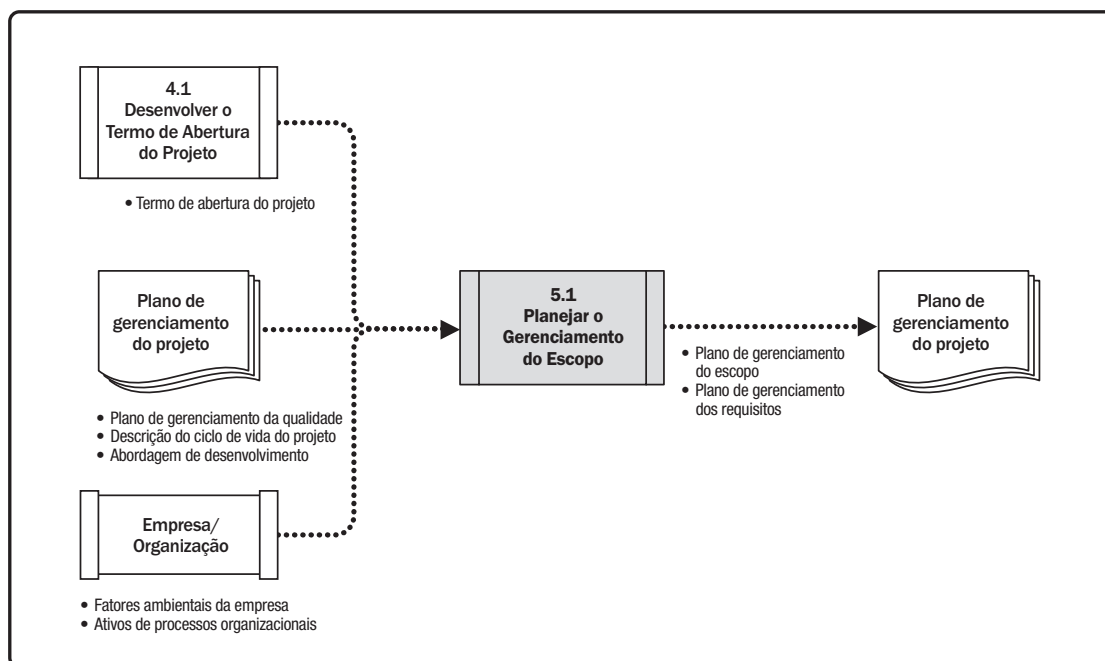 4.1
Desenvolver o
Termo de Abertura
do Projeto
• Termo de abertura do projeto
Plano de
gerenciamento
do projeto
• Plano de gerenciamento da qualidade
• Descrição do ciclo de vida do projeto
• Abordagem de desenvolvimento
Empresa/
Organização
• Fatores ambientais da empresa
• Ativos de processos organizacionais
5.1
Planejar o
Gerenciamento
do Escopo
• Plano de gerenciamento
do escopo
• Plano de gerenciamento
dos requisitos
Plano de
gerenciamento
do projeto